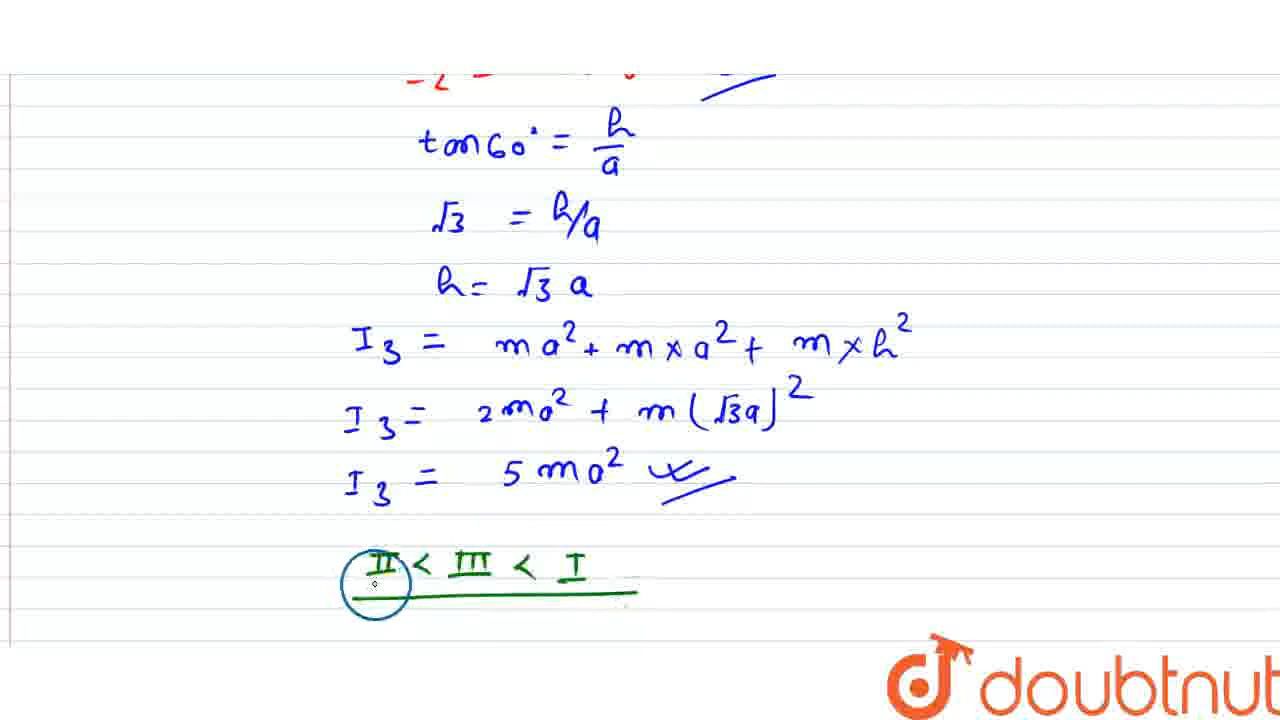 tan60° = h/a
√3 = h/a
h = √3 a
I3 = ma² + m×a² + m×h²
I3 = 2ma² + m(√3a)²
I3 = 5ma²
II < III < I
doubtnut